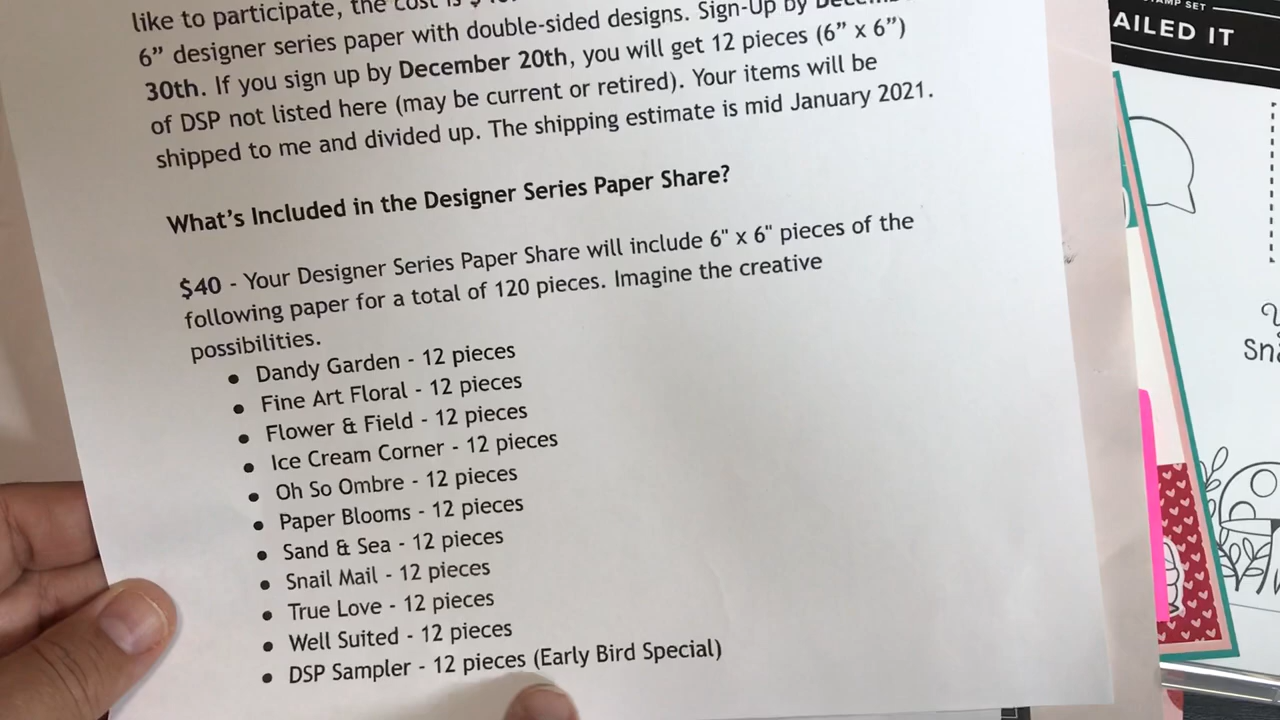 like to participate, the cost is $
6” designer series paper with double-sided designs. Sign-Up by
30th. If you sign up by December 20th, you will get 12 pieces (6” x 6”)
of DSP not listed here (may be current or retired). Your items will be
shipped to me and divided up. The shipping estimate is mid January 2021.
What’s Included in the Designer Series Paper Share?
$40 - Your Designer Series Paper Share will include 6" x 6" pieces of the
following paper for a total of 120 pieces. Imagine the creative
possibilities.
• Dandy Garden - 12 pieces
• Fine Art Floral - 12 pieces
• Flower & Field - 12 pieces
• Ice Cream Corner - 12 pieces
• Oh So Ombre - 12 pieces
• Paper Blooms - 12 pieces
• Sand & Sea - 12 pieces
• Snail Mail - 12 pieces
• True Love - 12 pieces
• Well Suited - 12 pieces
• DSP Sampler - 12 pieces (Early Bird Special)
SET
AILED IT